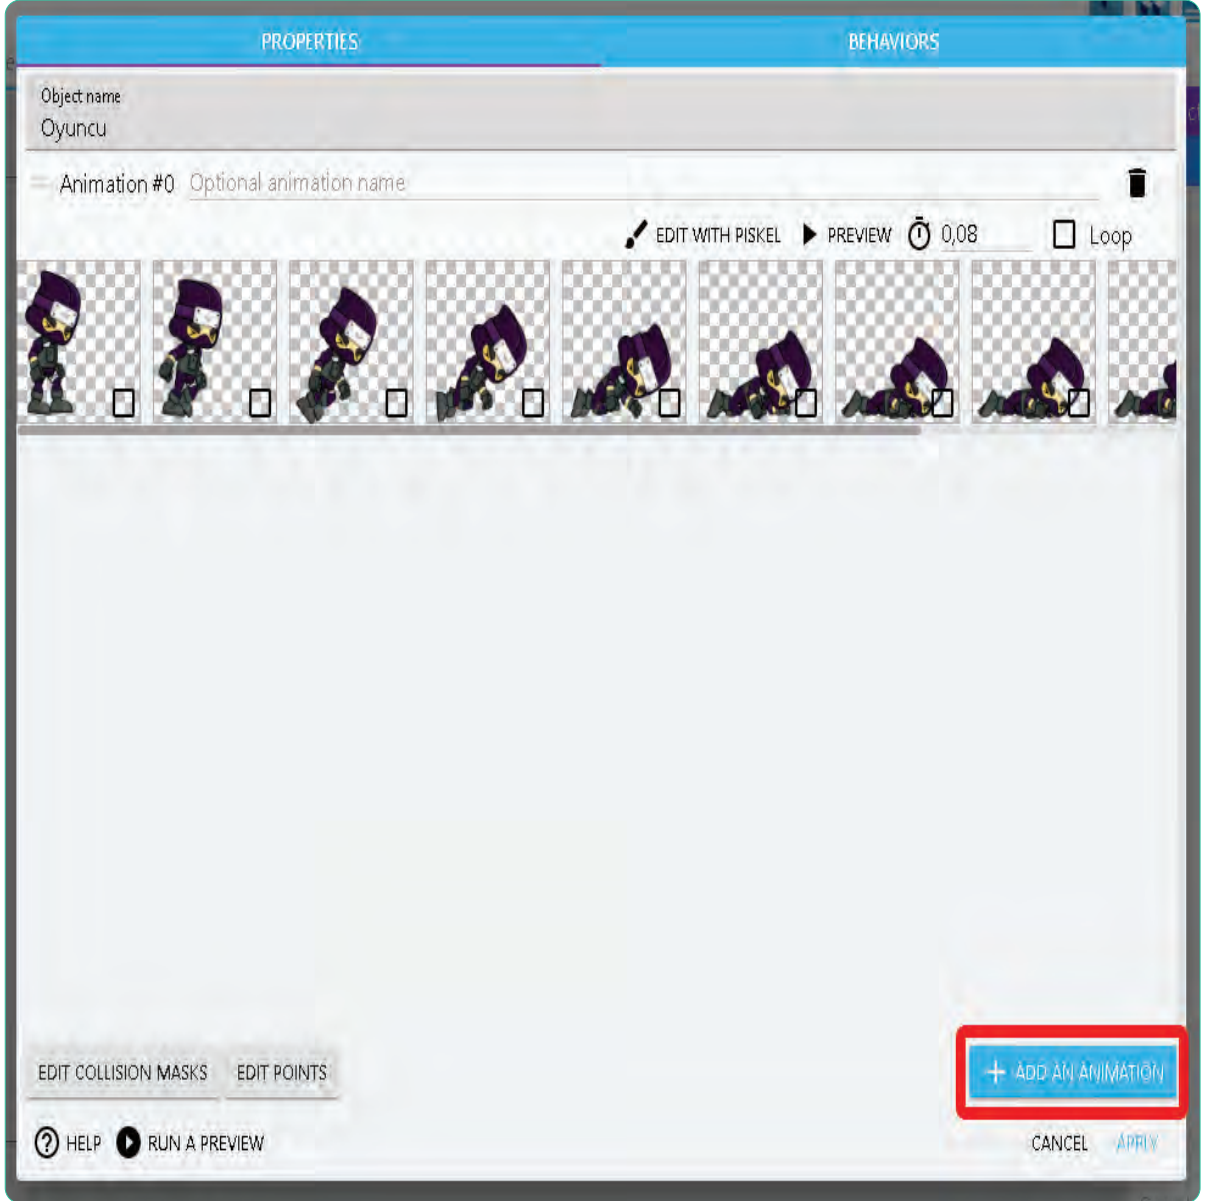 PROPERTIES BEHAVIORS
Object name
Oyuncu
Animation #0 Optional animation name
EDIT WITH PISKEL PREVIEW 0,08 Loop
EDIT COLLISION MASKS EDIT POINTS + ADD AN ANIMATION
? HELP RUN A PREVIEW CANCEL APPLY